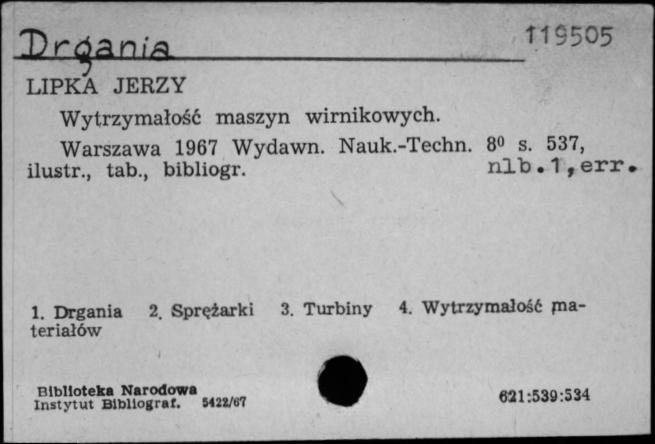 Drgania 119505
LIPKA JERZY
Wytrzymałość maszyn wirnikowych.
Warszawa 1967 Wydawn. Nauk.-Techn. 8⁰ s. 537,
ilustr., tab., bibliogr. nlb.1,err.
1. Drgania 2. Sprężarki 3. Turbiny 4. Wytrzymałość ma-
teriałów
Biblioteka Narodowa
Instytut Bibliograf. 5422/67 621:539:534